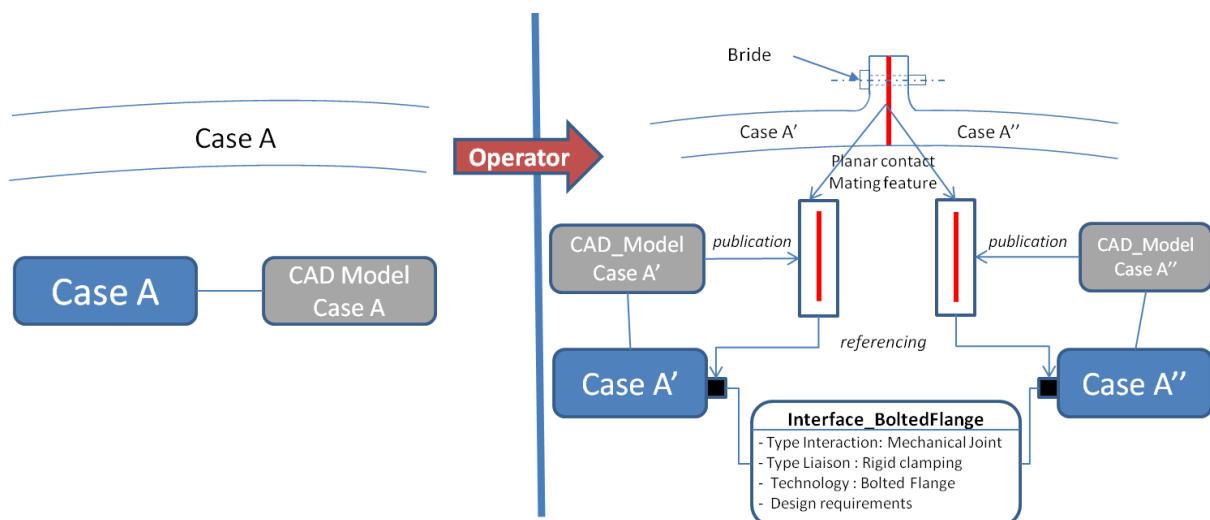 Case A
Case A
CAD Model
Case A
Operator
Bride
Case A'
Case A''
Planar contact
Mating feature
CAD_Model
Case A'
publication
publication
CAD_Model
Case A''
referencing
Case A'
Case A''
Interface_BoltedFlange
- Type Interaction: Mechanical Joint
- Type Liaison : Rigid clamping
- Technology : Bolted Flange
- Design requirements